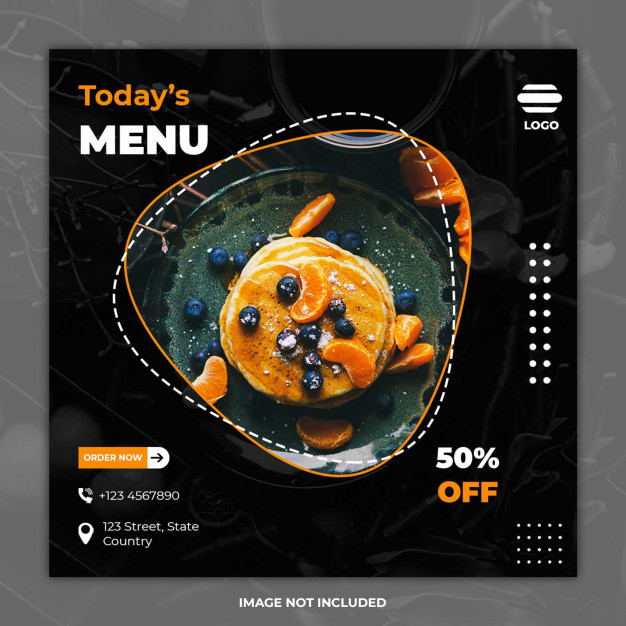 Today's
MENU
LOGO
ORDER NOW
50%
OFF
+123 4567890
123 Street, State
Country
IMAGE NOT INCLUDED